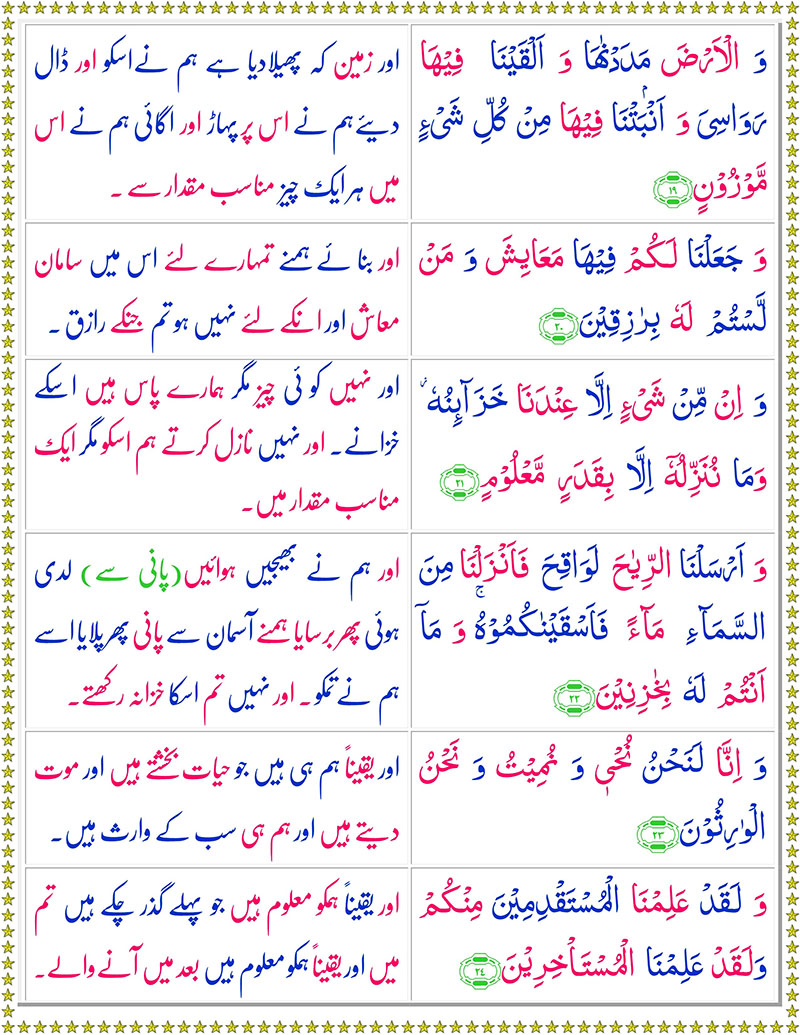 وَ الْاَرْضَ مَدَدْنٰهَا وَ اَلْقَيْنَا فِيْهَا
رَوَاسِيَ وَ اَنْۢبَتْنَا فِيْهَا مِنْ كُلِّ شَيْءٍ
مَّوْزُوْنٍ ١٩
اور زمین کہ پھیلادیا ہے ہم نے اسکو اور ڈال
دیئے ہم نے اس پر پہاڑ اور اگائی ہم نے اس
میں ہر ایک چیز مناسب مقدار سے ۔
وَ جَعَلْنَا لَكُمْ فِيْهَا مَعَايِشَ وَ مَنْ
لَّسْتُمْ لَهٗ بِرٰزِقِيْنَ ٢٠
اور بنائے ہمنے تمہارے لئے اس میں سامان
معاش اور انکے لئے نہیں ہو تم جنکے رازق ۔
وَ اِنْ مِّنْ شَيْءٍ اِلَّا عِنْدَنَا خَزَآئِنُهٗ ؗ
وَمَا نُنَزِّلُهٗۤ اِلَّا بِقَدَرٍ مَّعْلُوْمٍ ٢١
اور نہیں کوئی چیز مگر ہمارے پاس ہیں اسکے
خزانے۔ اور نہیں نازل کرتے ہم اسکو مگر ایک
مناسب مقدار میں۔
وَ اَرْسَلْنَا الرِّيٰحَ لَوَاقِحَ فَاَنْزَلْنَا مِنَ
السَّمَآءِ مَآءً فَاَسْقَيْنٰكُمُوْهُ ۚ وَ مَاۤ
اَنْتُمْ لَهٗ بِخٰزِنِيْنَ ٢٢
اور ہم نے بھیجیں ہوائیں (پانی سے) لدی
ہوئی پھر برسایا ہمنے آسمان سے پانی پھر پلایا اسے
ہم نے تمکو۔ اور نہیں تم اسکا خزانہ رکھتے۔
وَ اِنَّا لَنَحْنُ نُحْيٖ وَ نُمِيْتُ وَ نَحْنُ
الْوٰرِثُوْنَ ٢٣
اور یقیناً ہم ہی ہیں جو حیات بخشتے ہیں اور موت
دیتے ہیں اور ہم ہی سب کے وارث ہیں۔
وَ لَقَدْ عَلِمْنَا الْمُسْتَقْدِمِيْنَ مِنْكُمْ
وَلَقَدْ عَلِمْنَا الْمُسْتَاْخِرِيْنَ ٢٤
اور یقیناً ہمکو معلوم ہیں جو پہلے گذر چکے ہیں تم
میں اور یقیناً ہمکو معلوم ہیں بعد میں آنے والے۔